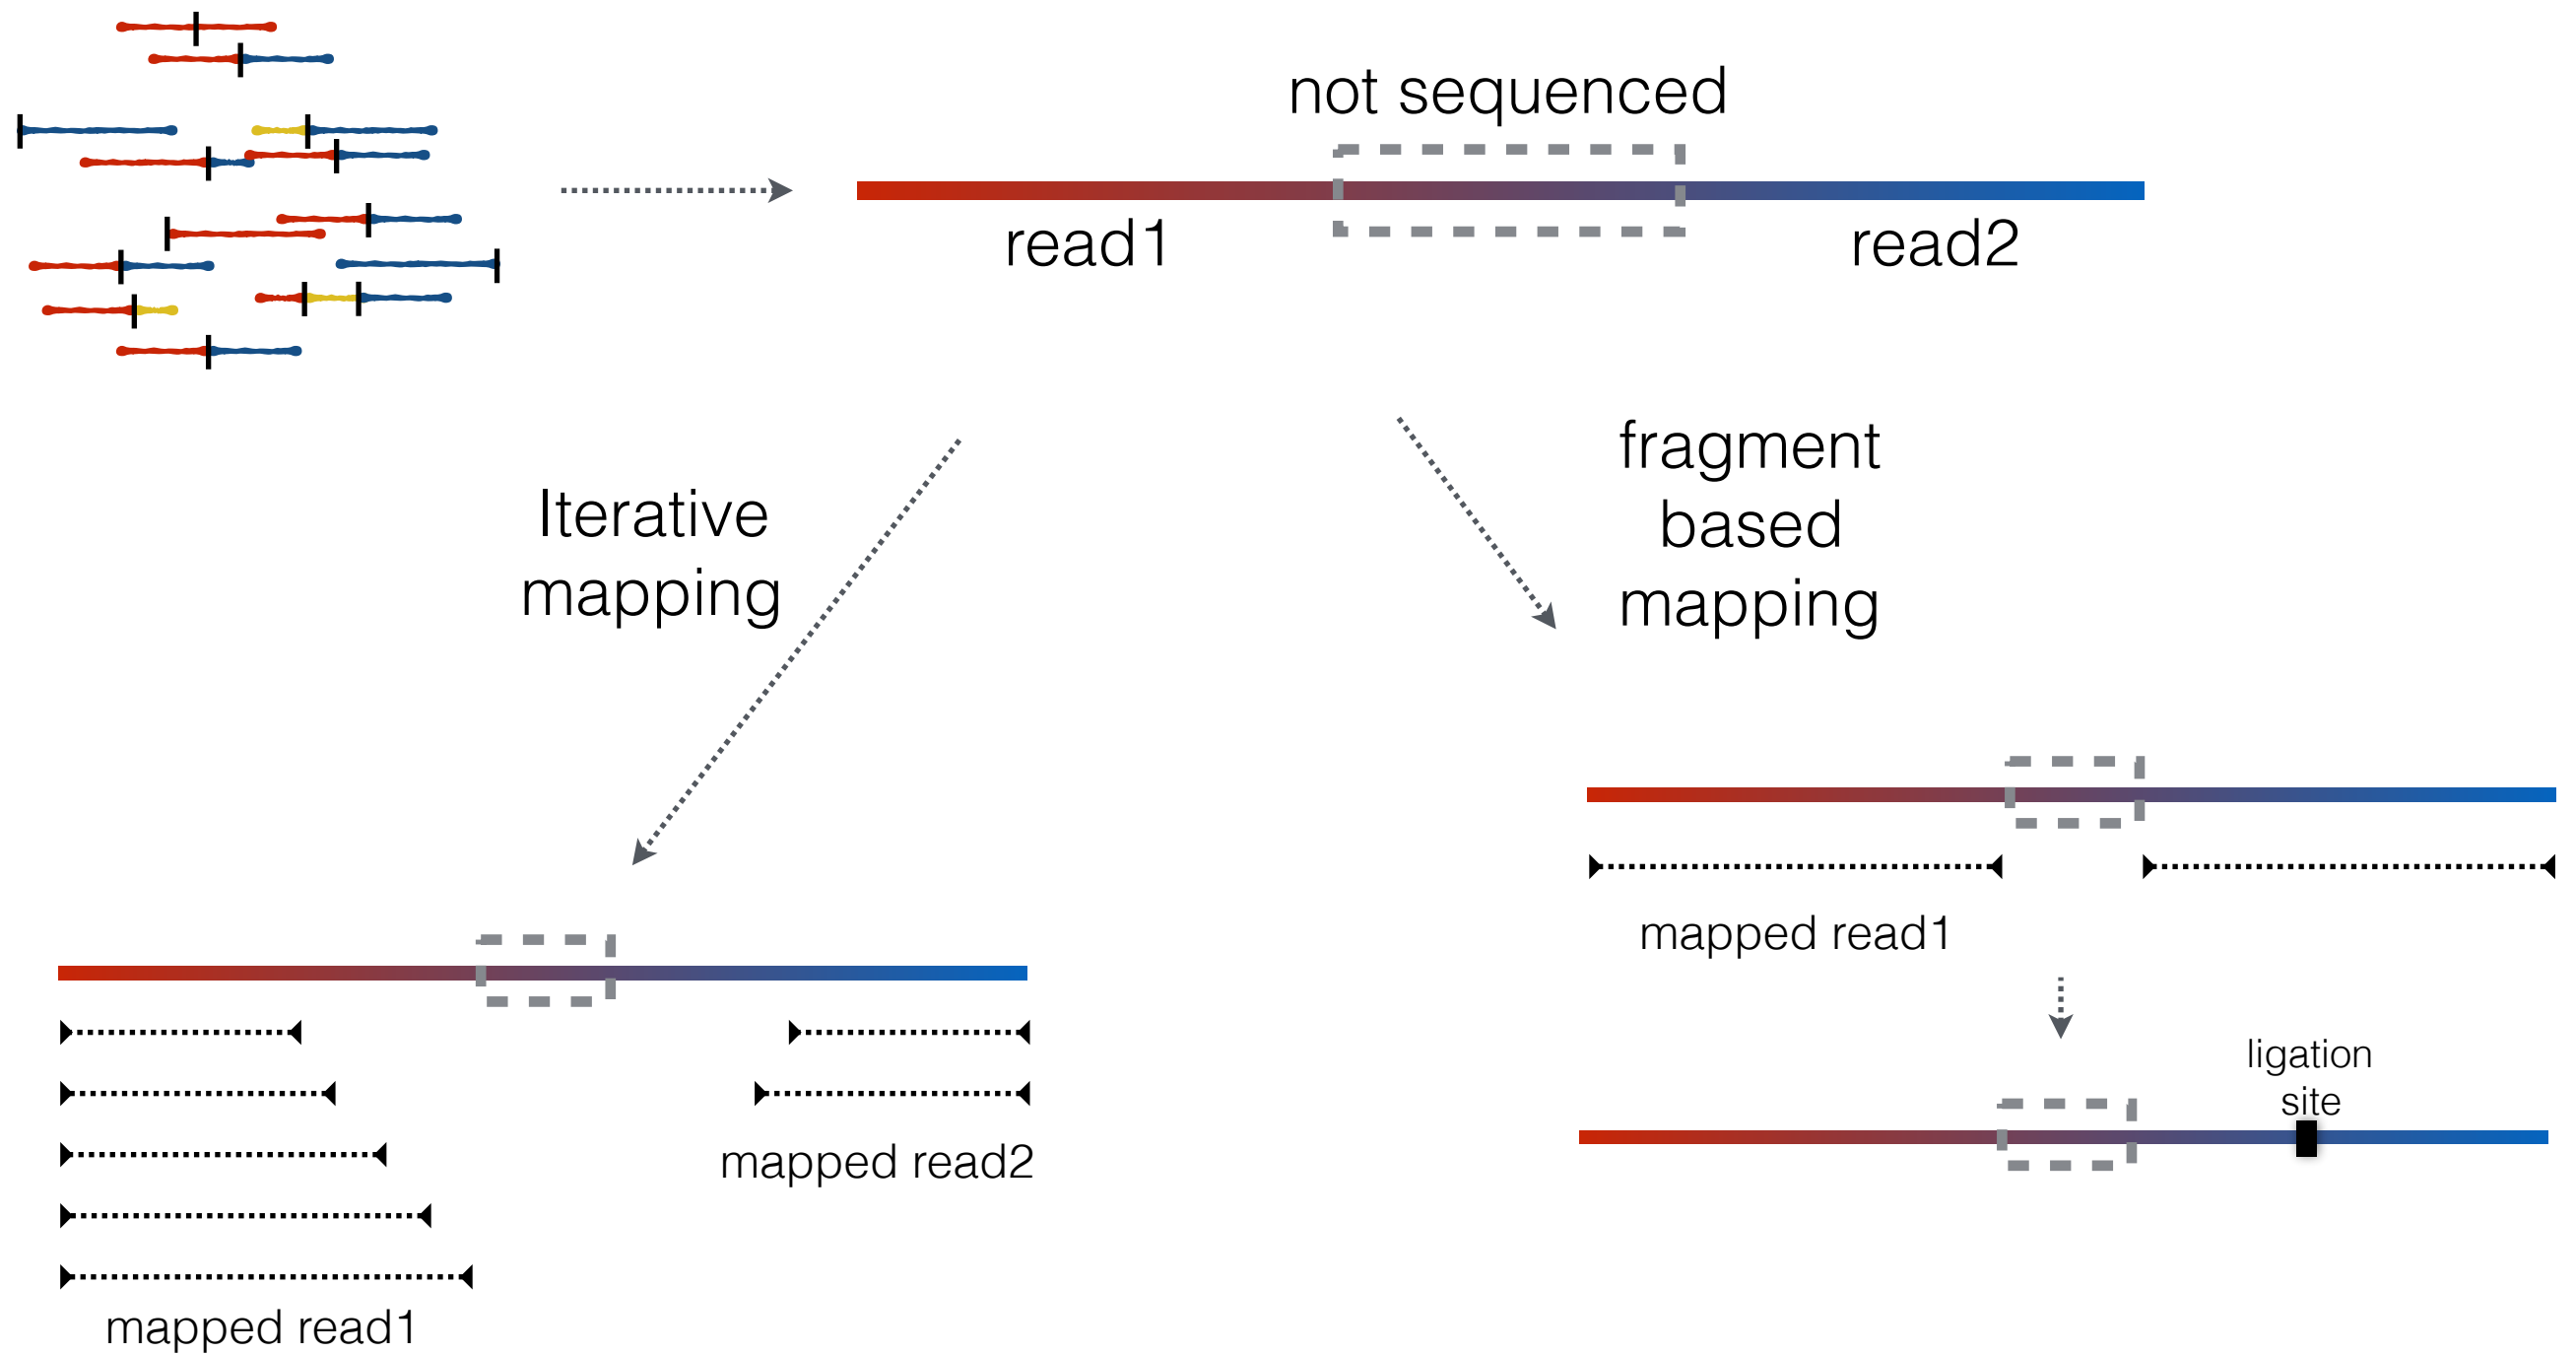 not sequenced
read1
read2
Iterative
mapping
fragment
based
mapping
mapped read2
mapped read1
mapped read1
ligation
site